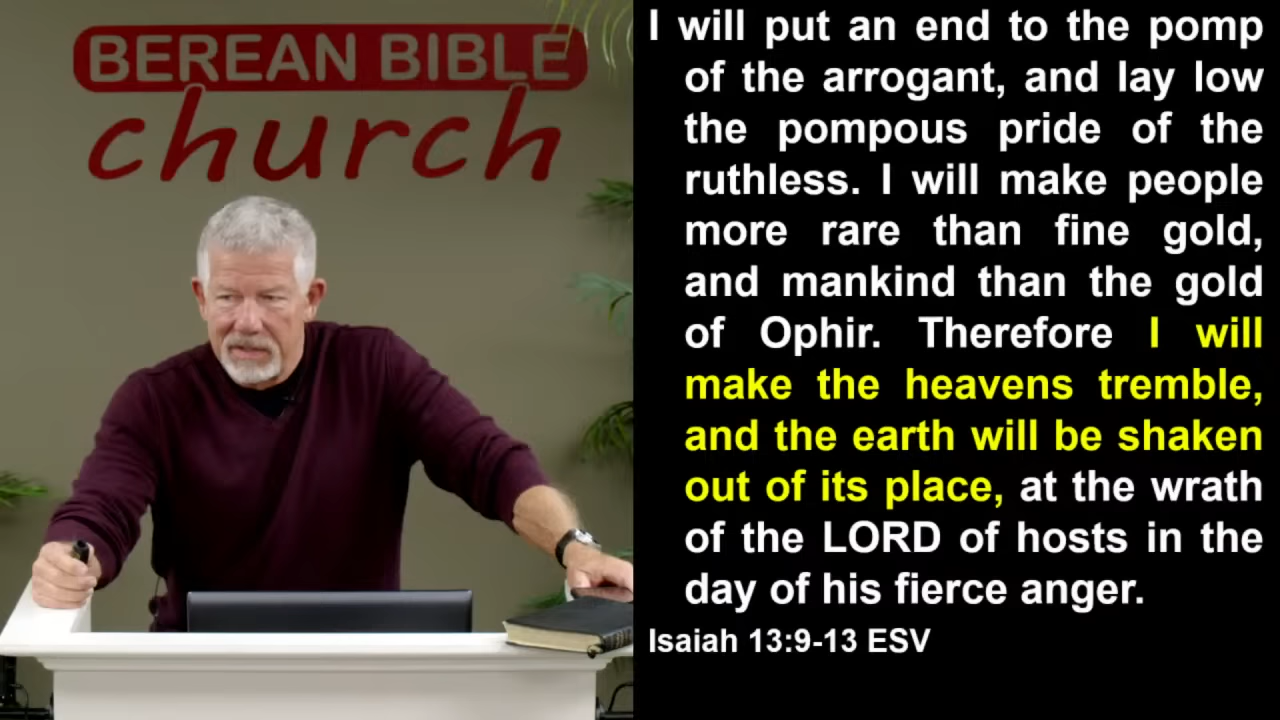 BEREAN BIBLE
church
I will put an end to the pomp
of the arrogant, and lay low
the pompous pride of the
ruthless. I will make people
more rare than fine gold,
and mankind than the gold
of Ophir. Therefore I will
make the heavens tremble,
and the earth will be shaken
out of its place, at the wrath
of the LORD of hosts in the
day of his fierce anger.
Isaiah 13:9-13 ESV